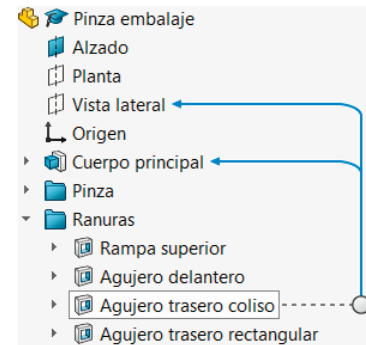 Pinza embalaje
Alzado
Planta
Vista lateral
Origen
Cuerpo principal
Pinza
Ranuras
Rampa superior
Agujero delantero
Agujero trasero coliso
Agujero trasero rectangular